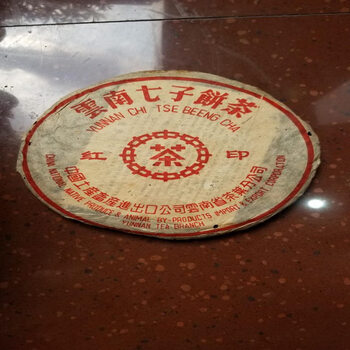 雲南七子餅茶
YUNNAN CHI TSE BEENG CHA
紅 茶 印
中國土產畜產進出口公司雲南省茶葉分公司
CHINA NATIONAL NATIVE PRODUCE & ANIMAL BY-PRODUCTS IMPORT & EXPORT CORPORATION
YUNNAN TEA BRANCH